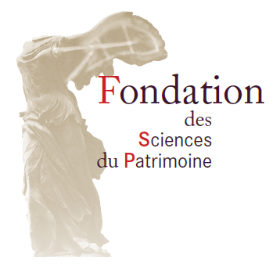 Fondation
des
Sciences
du Patrimoine